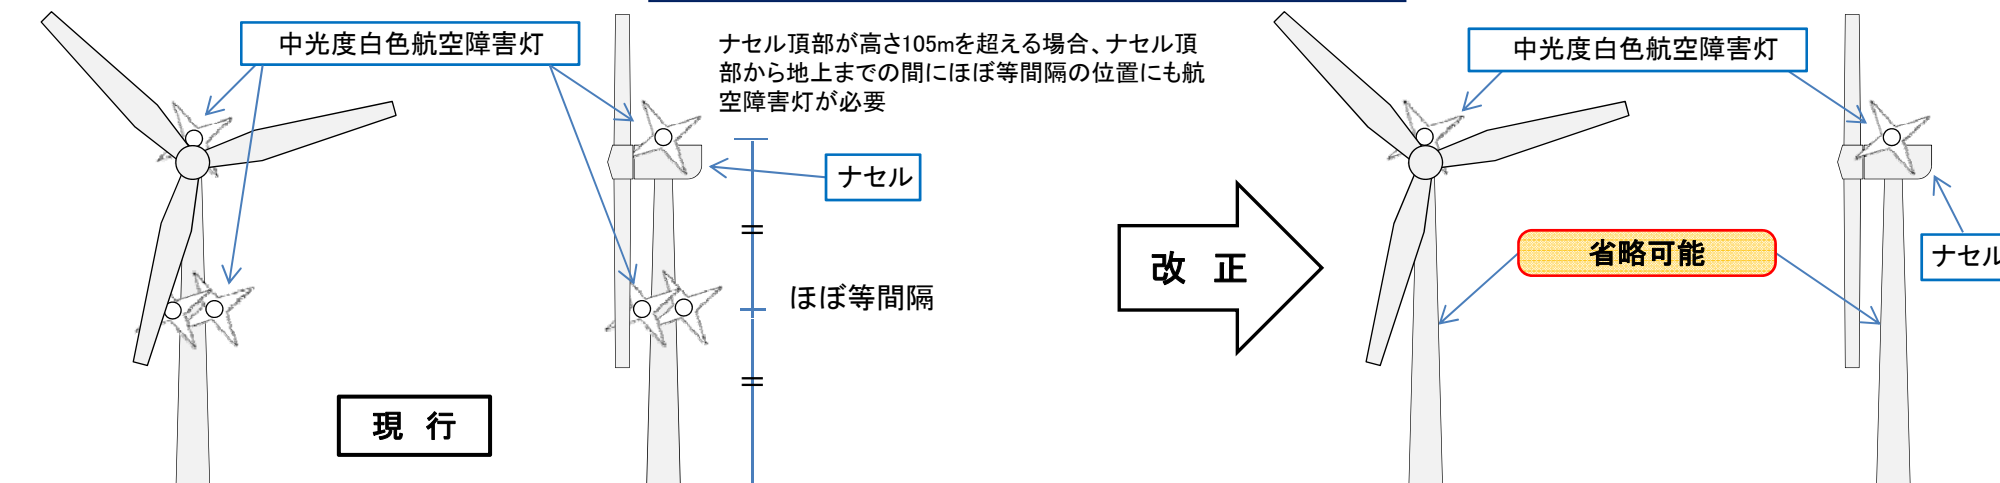 中光度白色航空障害灯
ナセル頂部が高さ105mを超える場合、ナセル頂
部から地上までの間にほぼ等間隔の位置にも航
空障害灯が必要
ナセル
ほぼ等間隔
現 行
改 正
中光度白色航空障害灯
省略可能
ナセル